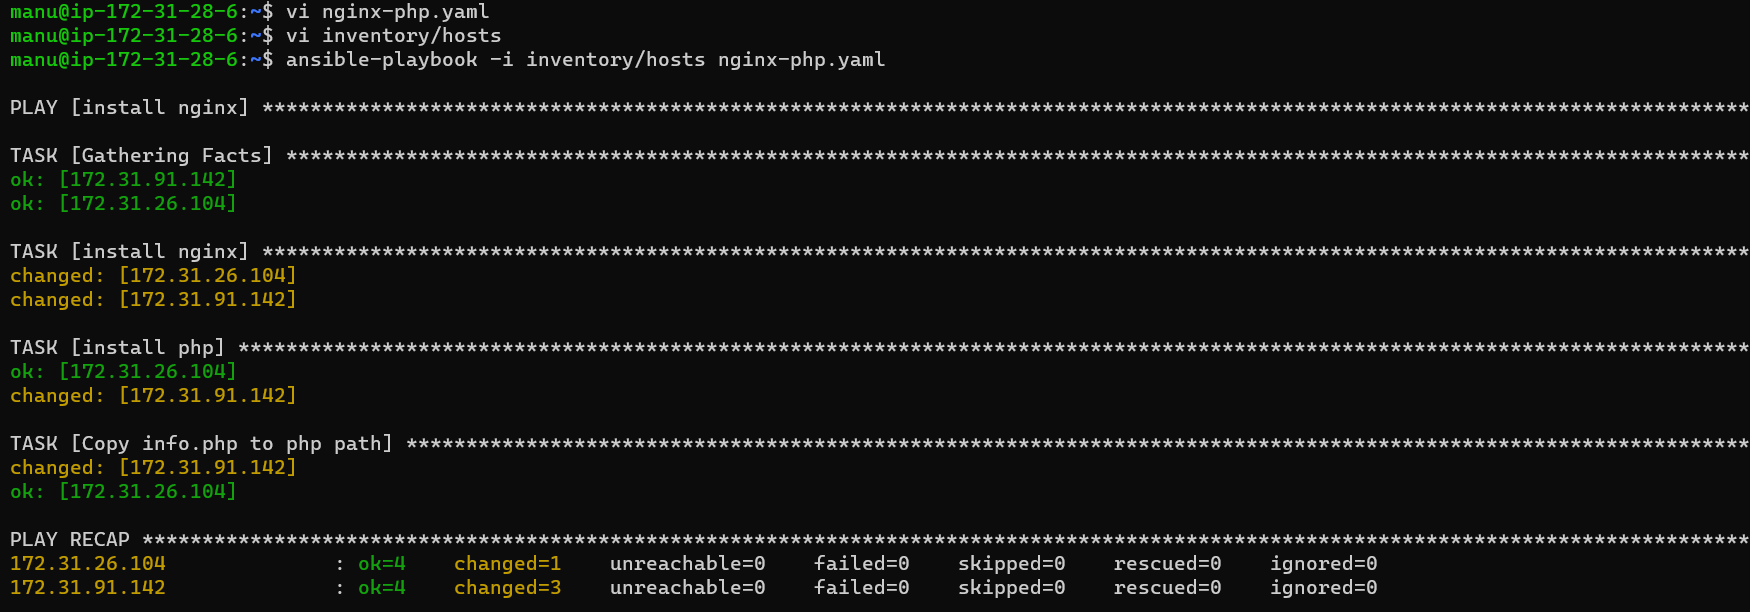 manu@ip-172-31-28-6:~$ vi nginx-php.yaml
manu@ip-172-31-28-6:~$ vi inventory/hosts
manu@ip-172-31-28-6:~$ ansible-playbook -i inventory/hosts nginx-php.yaml
PLAY [install nginx] ****************************************************************************************************************************
TASK [Gathering Facts] **************************************************************************************************************************
ok: [172.31.91.142]
ok: [172.31.26.104]
TASK [install nginx] ****************************************************************************************************************************
changed: [172.31.26.104]
changed: [172.31.91.142]
TASK [install php] ******************************************************************************************************************************
ok: [172.31.26.104]
changed: [172.31.91.142]
TASK [Copy info.php to php path] ****************************************************************************************************************
changed: [172.31.91.142]
ok: [172.31.26.104]
PLAY RECAP **************************************************************************************************************************************
172.31.26.104              : ok=4    changed=1    unreachable=0    failed=0    skipped=0    rescued=0    ignored=0
172.31.91.142              : ok=4    changed=3    unreachable=0    failed=0    skipped=0    rescued=0    ignored=0